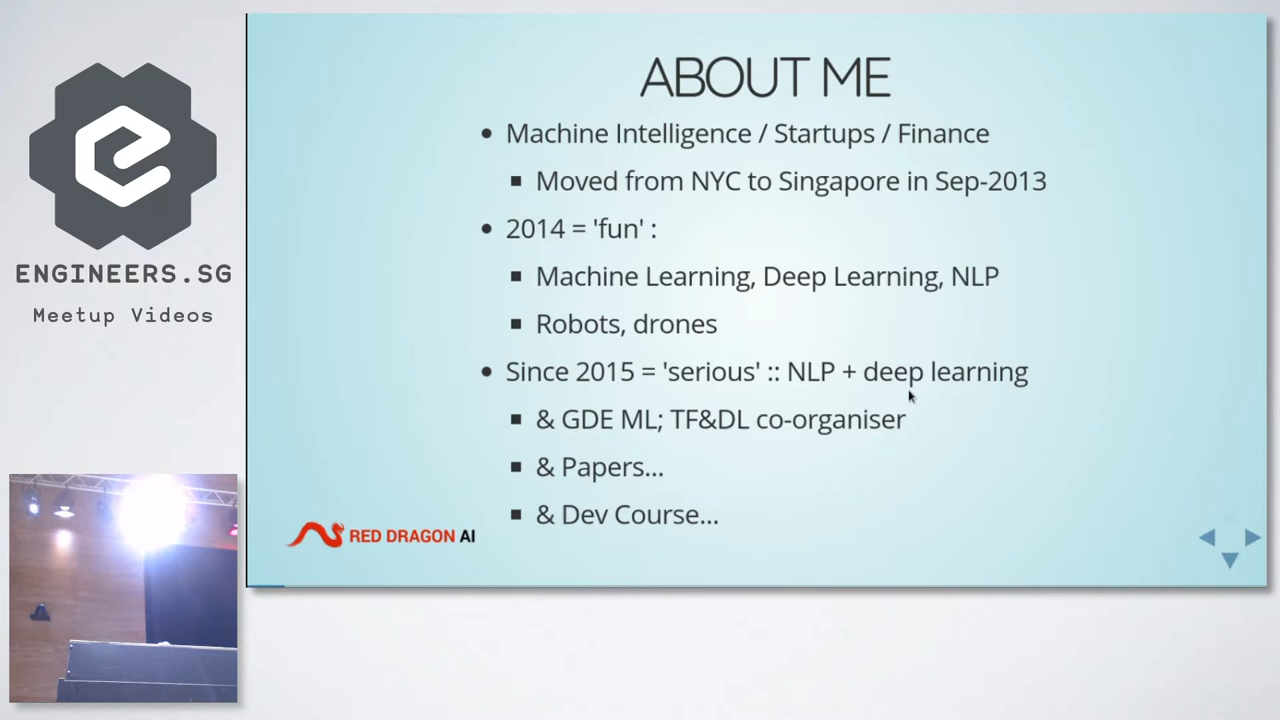 ENGINEERS.SG
Meetup Videos
ABOUT ME
Machine Intelligence / Startups / Finance
Moved from NYC to Singapore in Sep-2013
2014 = 'fun' :
Machine Learning, Deep Learning, NLP
Robots, drones
Since 2015 = 'serious' :: NLP + deep learning
& GDE ML; TF&DL co-organiser
& Papers...
& Dev Course...
RED DRAGON AI